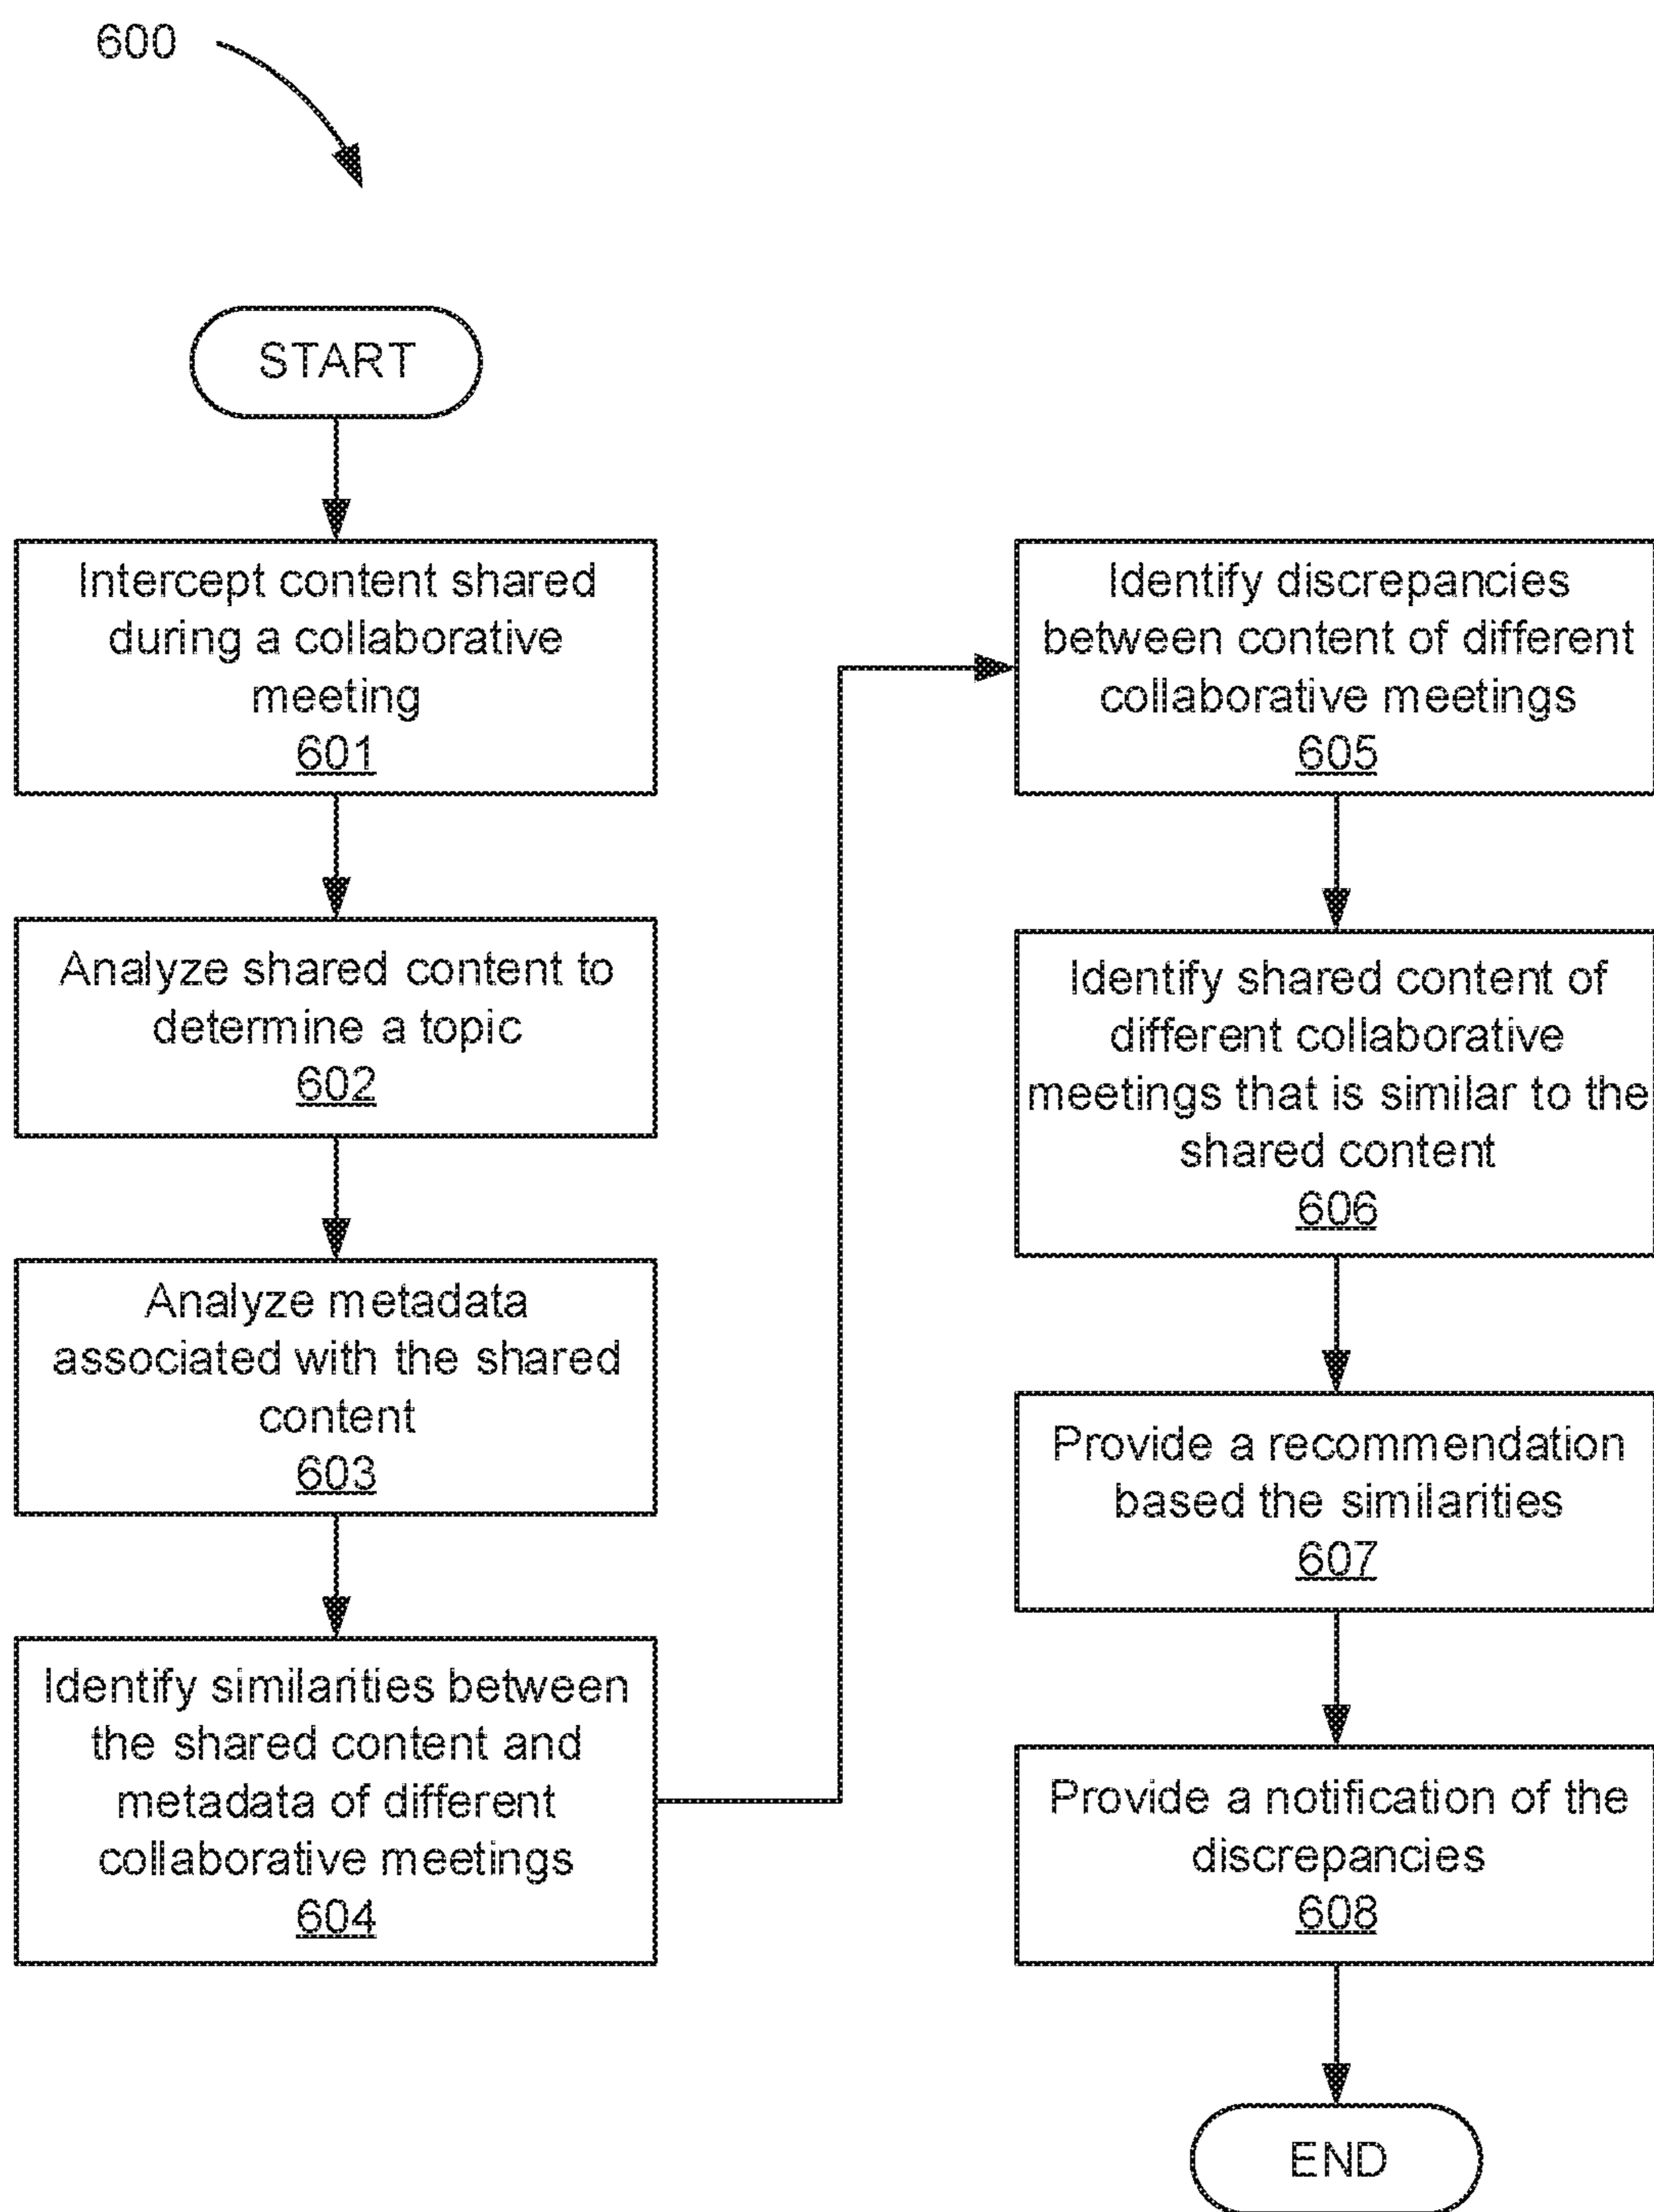 600
START
Intercept content shared
during a collaborative
meeting
601
Analyze shared content to
determine a topic
602
Analyze metadata
associated with the shared
content
603
Identify similarities between
the shared content and
metadata of different
collaborative meetings
604
Identify discrepancies
between content of different
collaborative meetings
605
Identify shared content of
different collaborative
meetings that is similar to the
shared content
606
Provide a recommendation
based the similarities
607
Provide a notification of the
discrepancies
608
END